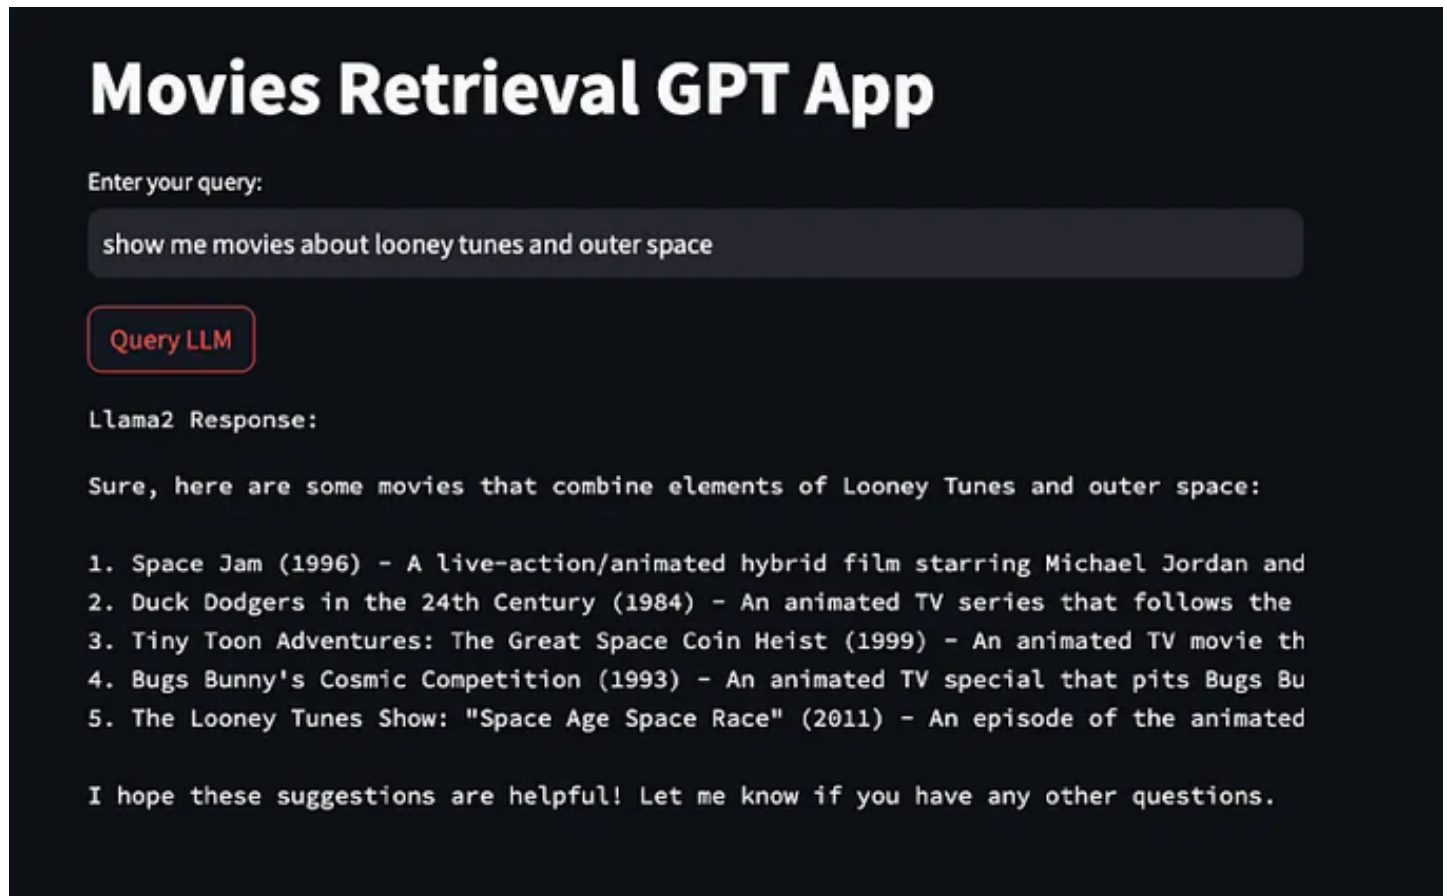 Movies Retrieval GPT App
Enter your query:
show me movies about looney tunes and outer space
Query LLM
Llama2 Response:
Sure, here are some movies that combine elements of Looney Tunes and outer space:
1. Space Jam (1996) - A live-action/animated hybrid film starring Michael Jordan and
2. Duck Dodgers in the 24th Century (1984) - An animated TV series that follows the
3. Tiny Toon Adventures: The Great Space Coin Heist (1999) - An animated TV movie th
4. Bugs Bunny's Cosmic Competition (1993) - An animated TV special that pits Bugs Bu
5. The Looney Tunes Show: "Space Age Space Race" (2011) - An episode of the animated
I hope these suggestions are helpful! Let me know if you have any other questions.